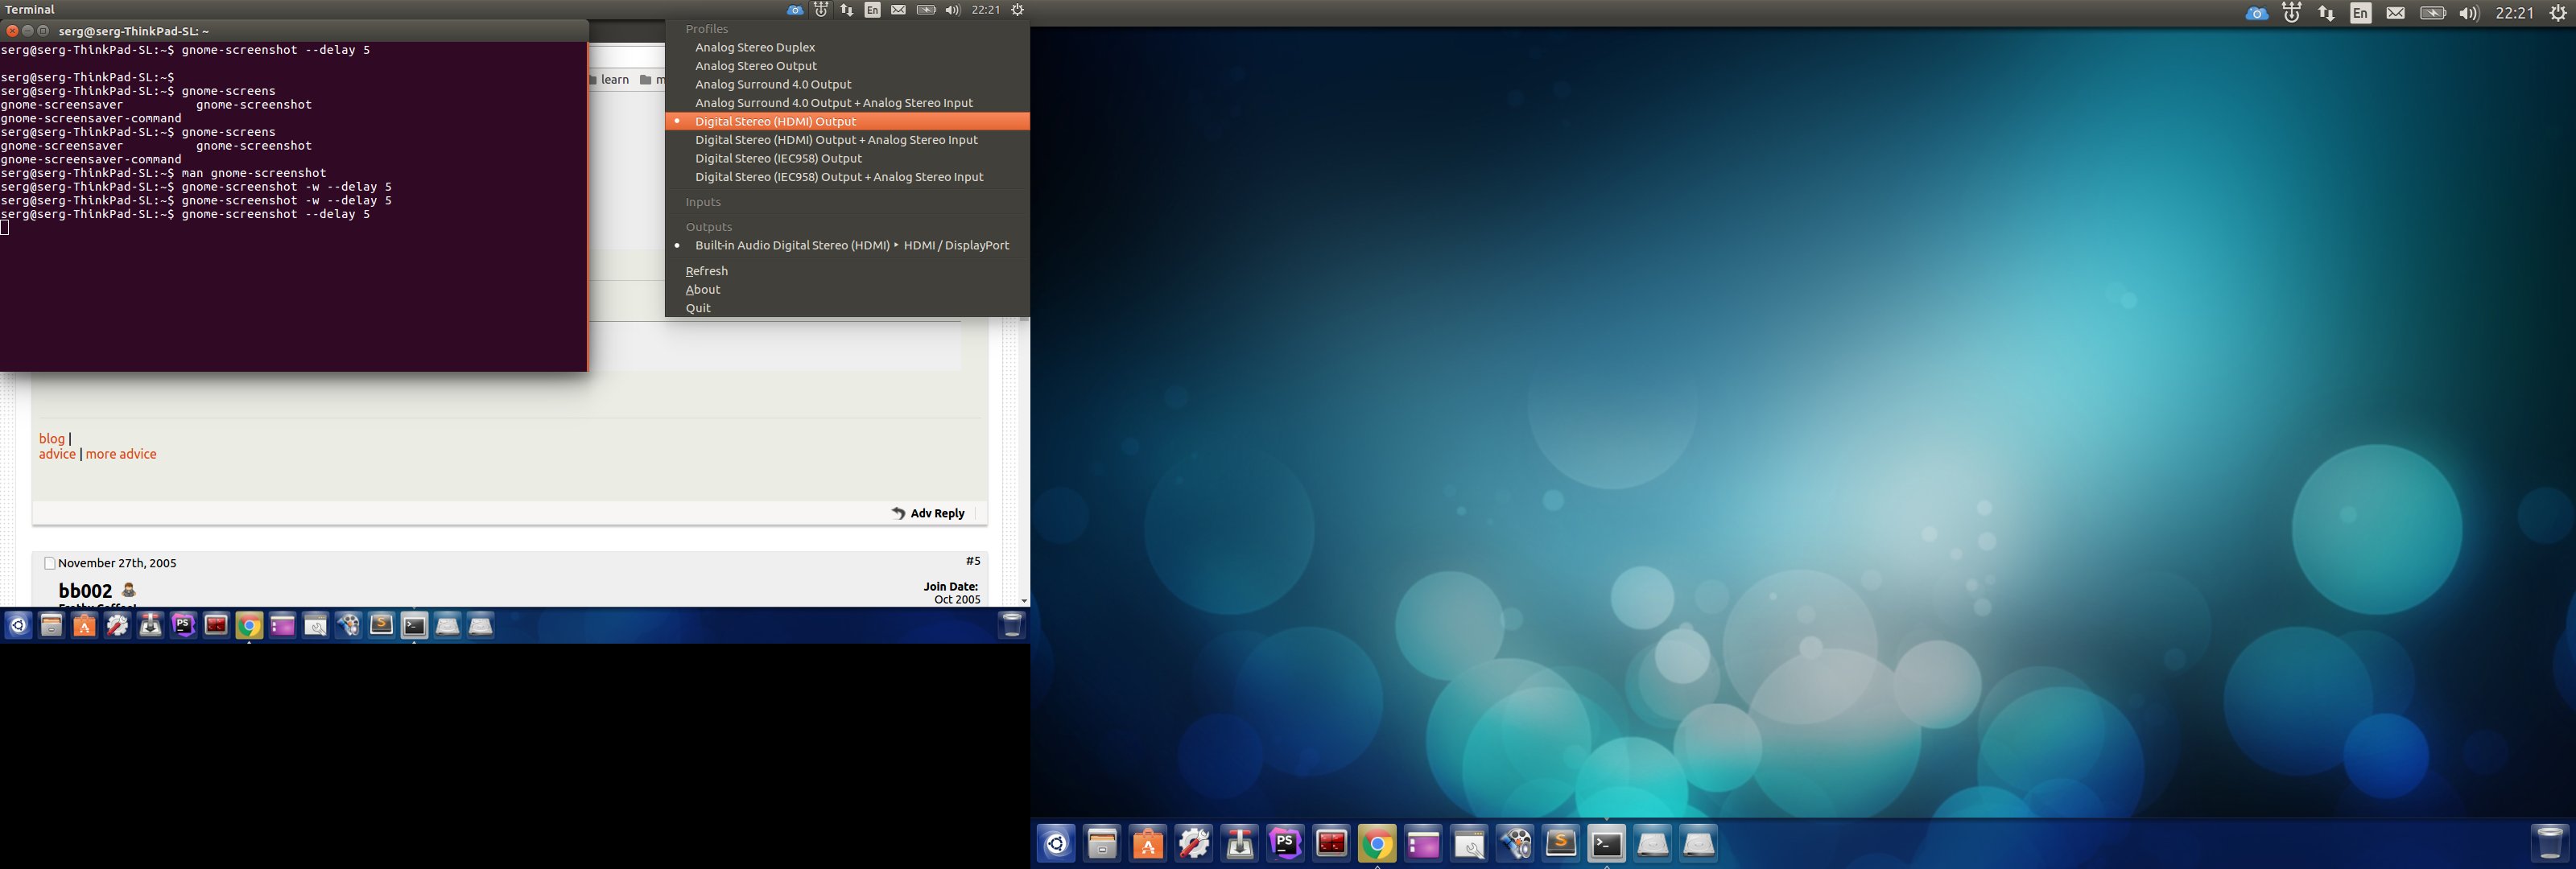 Terminal
En
22:21
serg@serg-ThinkPad-SL: ~
serg@serg-ThinkPad-SL:~$ gnome-screenshot --delay 5
serg@serg-ThinkPad-SL:~$
serg@serg-ThinkPad-SL:~$ gnome-screens
gnome-screensaver gnome-screenshot
gnome-screensaver-command
serg@serg-ThinkPad-SL:~$ gnome-screens
gnome-screensaver gnome-screenshot
gnome-screensaver-command
serg@serg-ThinkPad-SL:~$ man gnome-screenshot
serg@serg-ThinkPad-SL:~$ gnome-screenshot -w --delay 5
serg@serg-ThinkPad-SL:~$ gnome-screenshot -w --delay 5
serg@serg-ThinkPad-SL:~$ gnome-screenshot --delay 5
learn
m
Profiles
Analog Stereo Duplex
Analog Stereo Output
Analog Surround 4.0 Output
Analog Surround 4.0 Output + Analog Stereo Input
Digital Stereo (HDMI) Output
Digital Stereo (HDMI) Output + Analog Stereo Input
Digital Stereo (IEC958) Output
Digital Stereo (IEC958) Output + Analog Stereo Input
Inputs
Outputs
Built-in Audio Digital Stereo (HDMI) ‣ HDMI / DisplayPort
Refresh
About
Quit
blog |
advice | more advice
Adv Reply
November 27th, 2005
#5
bb002
Join Date:
Oct 2005
PS
S
En
22:21
PS
S